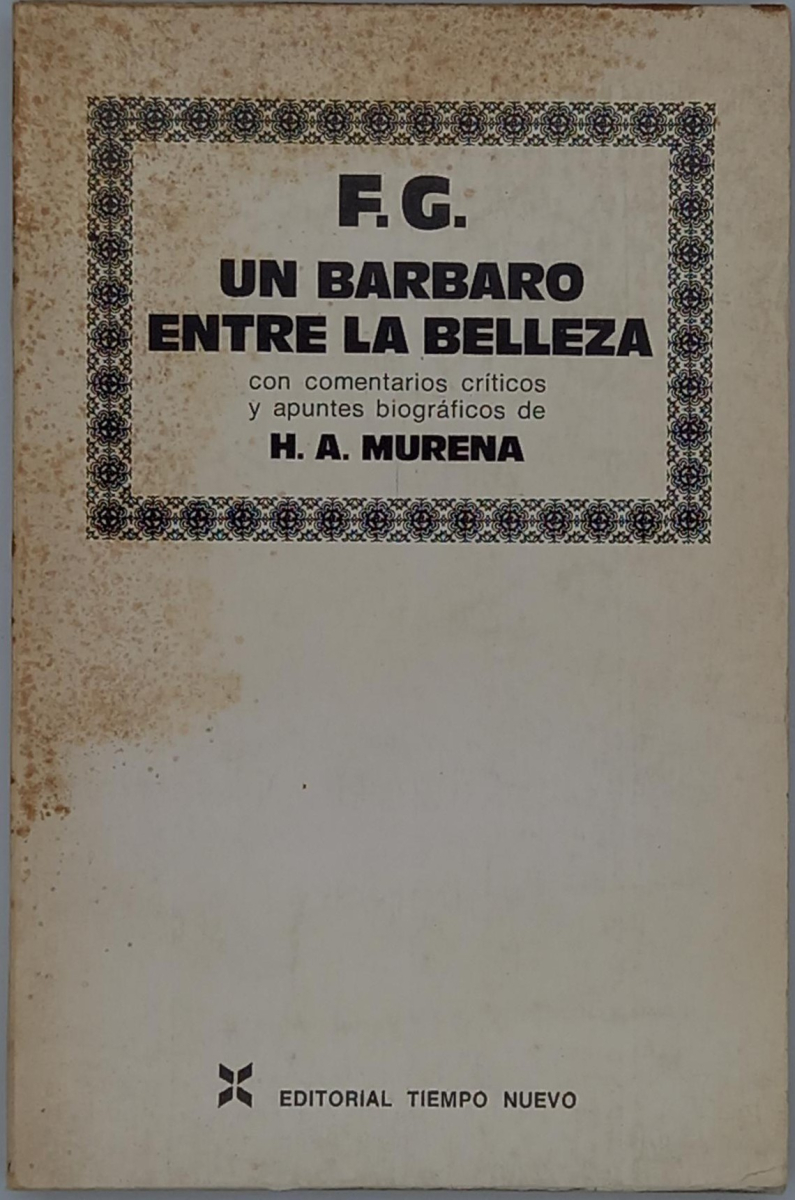 F.G.
UN BARBARO
ENTRE LA BELLEZA
con comentarios críticos
y apuntes biográficos de
H. A. MURENA
EDITORIAL TIEMPO NUEVO